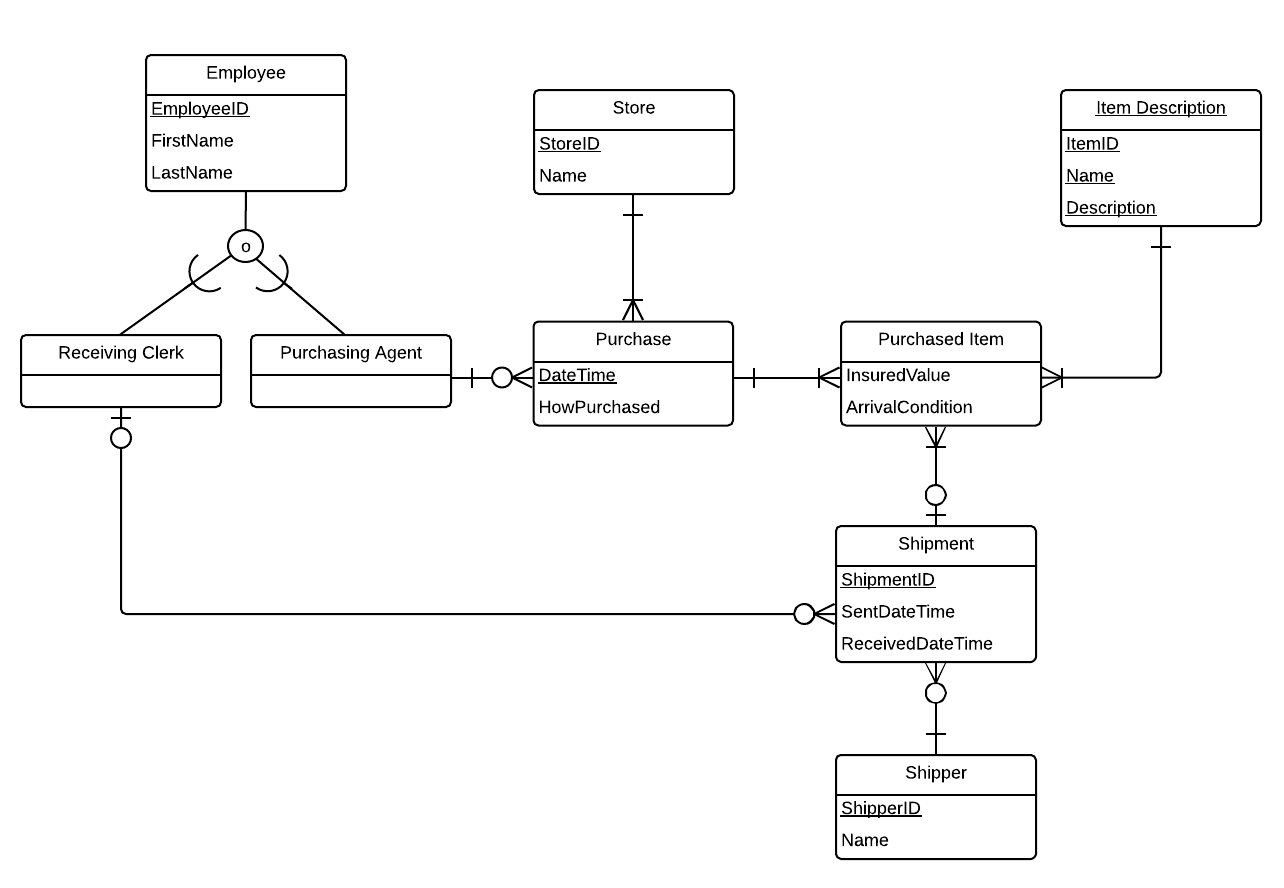 Employee
EmployeeID
FirstName
LastName
Store
StoreID
Name
Item Description
ItemID
Name
Description
o
Receiving Clerk
Purchasing Agent
Purchase
DateTime
HowPurchased
Purchased Item
InsuredValue
ArrivalCondition
Shipment
ShipmentID
SentDateTime
ReceivedDateTime
Shipper
ShipperID
Name